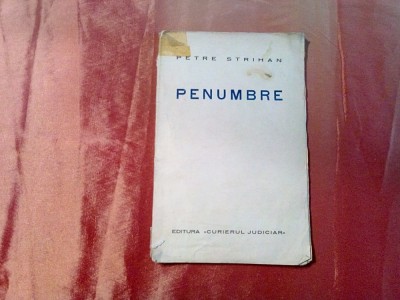 PETRE STRIHAN
PENUMBRE
EDITURA «CURIERUL JUDICIAR»